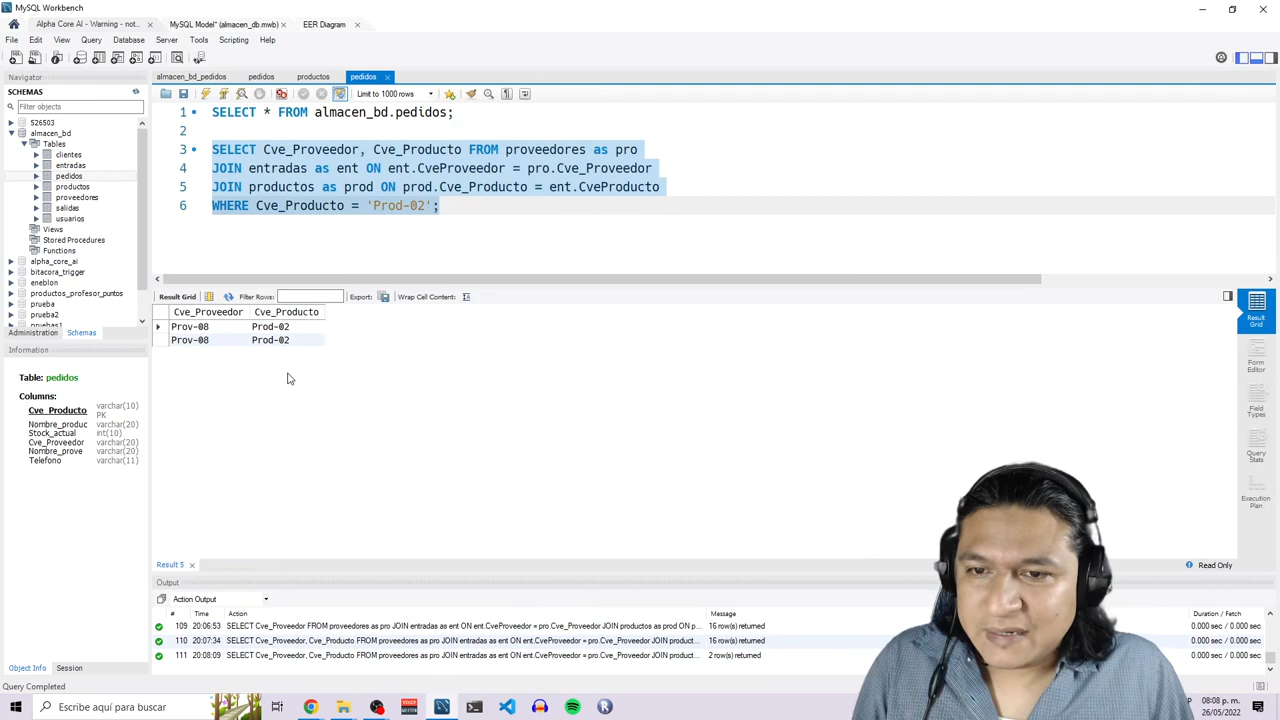 MySQL Workbench
Alpha Core AI - Warning - not...
MySQL Model* (almacen_db.mwb)
EER Diagram
File Edit View Query Database Server Tools Scripting Help
Navigator
SCHEMAS
Filter objects
526503
almacen_bd
Tables
clientes
entradas
pedidos
productos
proveedores
salidas
usuarios
Views
Stored Procedures
Functions
alpha_core_ai
bitacora_trigger
eneblon
productos_profesor_puntos
prueba
prueba2
pruebas1
Administration Schemas
Information
Table: pedidos
Columns:
Cve_Producto varchar(10) PK
Nombre_produc varchar(20)
Stock_actual int(10)
Cve_Proveedor varchar(20)
Nombre_prove varchar(20)
Telefono varchar(11)
Object Info Session
Query Completed
almacen_bd_pedidos pedidos productos pedidos
Limit to 1000 rows
1 SELECT * FROM almacen_bd.pedidos;
2
3 SELECT Cve_Proveedor, Cve_Producto FROM proveedores as pro
4 JOIN entradas as ent ON ent.CveProveedor = pro.Cve_Proveedor
5 JOIN productos as prod ON prod.Cve_Producto = ent.CveProducto
6 WHERE Cve_Producto = 'Prod-02';
Result Grid Filter Rows: Export: Wrap Cell Content:
Cve_Proveedor Cve_Producto
Prov-08 Prod-02
Prov-08 Prod-02
Result Grid
Form Editor
Field Types
Query Stats
Execution Plan
Result 5
Read Only
Output
Action Output
# Time Action Message Duration / Fetch
109 20:06:53 SELECT Cve_Proveedor FROM proveedores as pro JOIN entradas as ent ON ent.CveProveedor = pro.Cve_Proveedor JOIN productos as prod ON p... 16 row(s) returned 0.000 sec / 0.000 sec
110 20:07:34 SELECT Cve_Proveedor, Cve_Producto FROM proveedores as pro JOIN entradas as ent ON ent.CveProveedor = pro.Cve_Proveedor JOIN product... 16 row(s) returned 0.000 sec / 0.000 sec
111 20:08:09 SELECT Cve_Proveedor, Cve_Producto FROM proveedores as pro JOIN entradas as ent ON ent.CveProveedor = pro.Cve_Proveedor JOIN product... 2 row(s) returned 0.000 sec / 0.000 sec
Escribe aquí para buscar
08:08 p. m.
26/05/2022